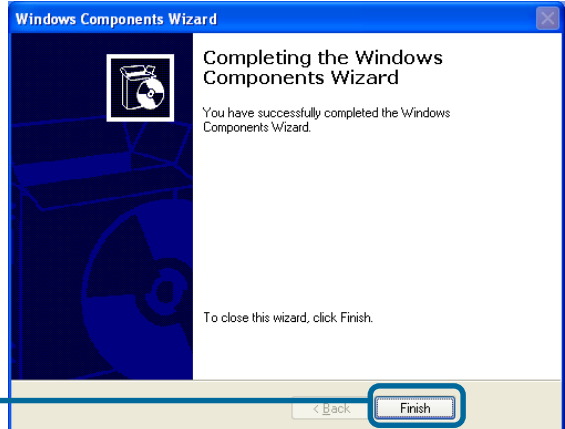 Windows Components Wizard
Completing the Windows
Components Wizard
You have successfully completed the Windows
Components Wizard.
To close this wizard, click Finish.
< Back
Finish